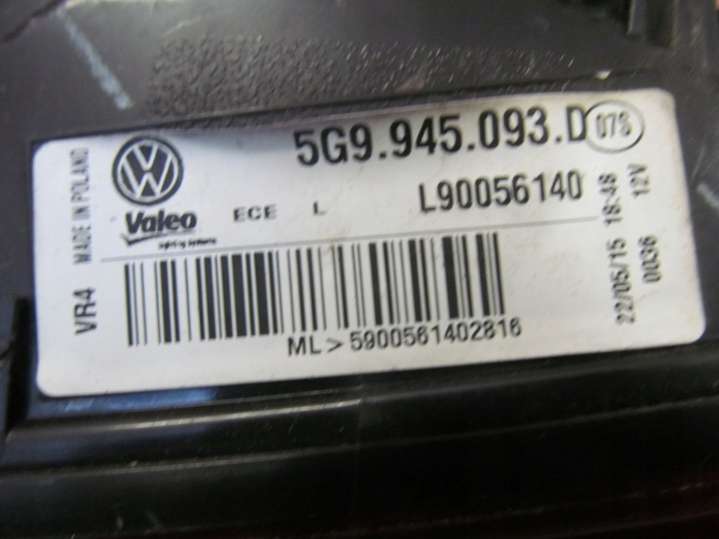 5G9.945.093.D 07S
L90056140
Valeo
ECE L
ML>5900561402816
VR4 MADE IN POLAND
22/05/15 18:48
0036 12V